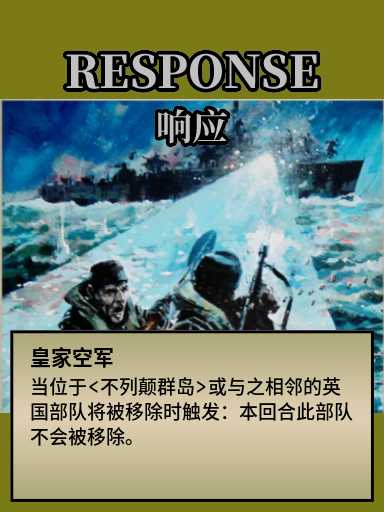 RESPONSE
响应
皇家空军
当位于<不列颠群岛>或与之相邻的英
国部队将被移除时触发：本回合此部队
不会被移除。